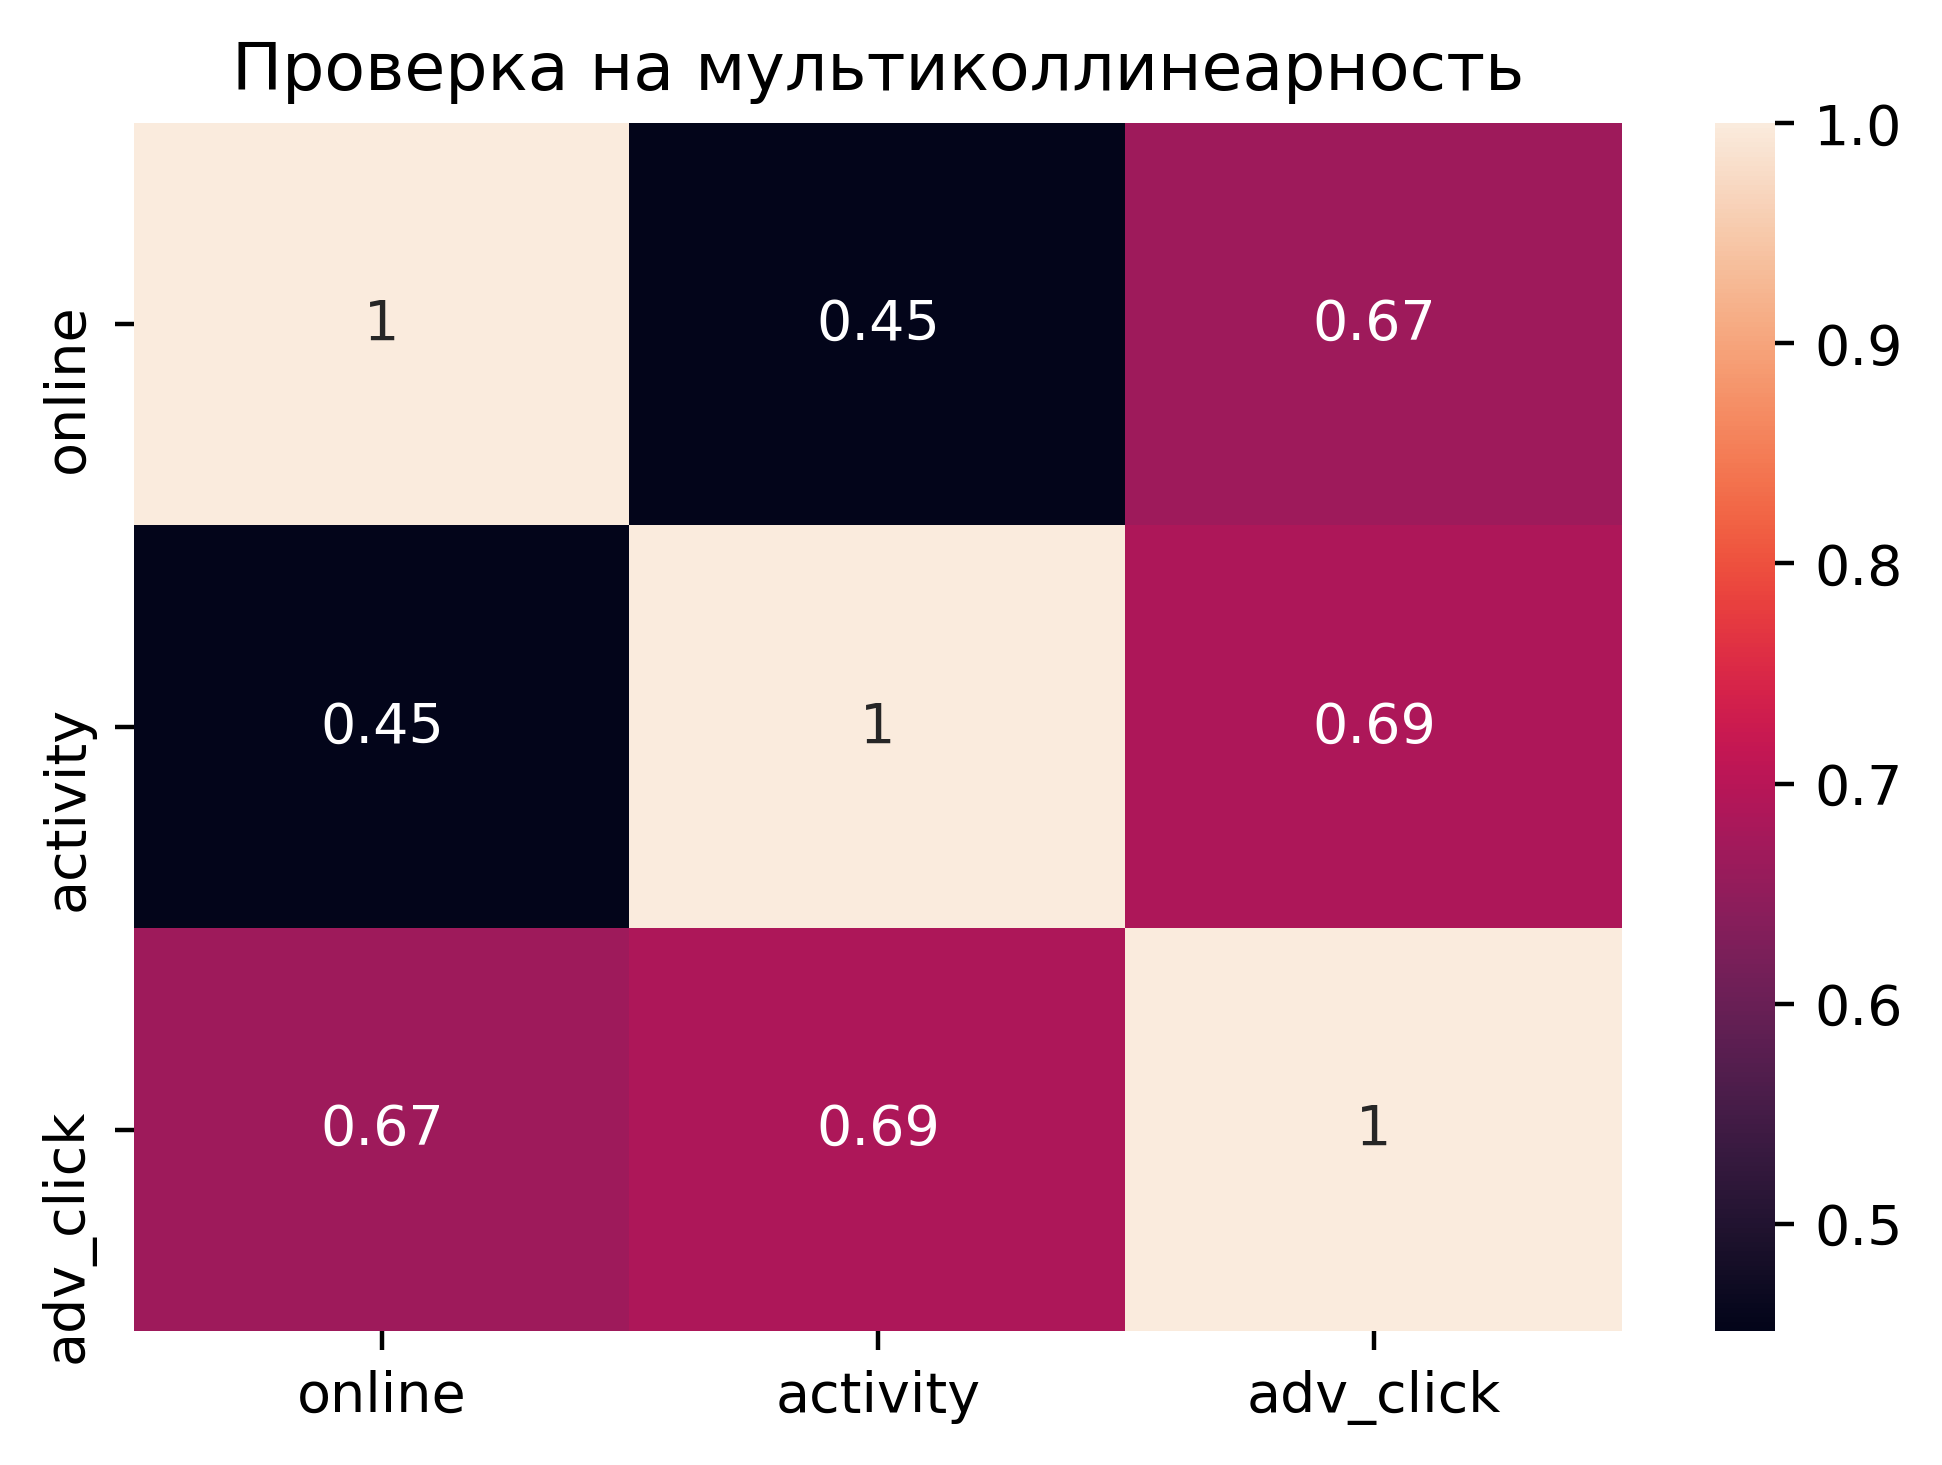 Проверка на мультиколлинеарность
online 1 0.45 0.67
activity 0.45 1 0.69
adv_click 0.67 0.69 1
online activity adv_click
1.0
0.9
0.8
0.7
0.6
0.5